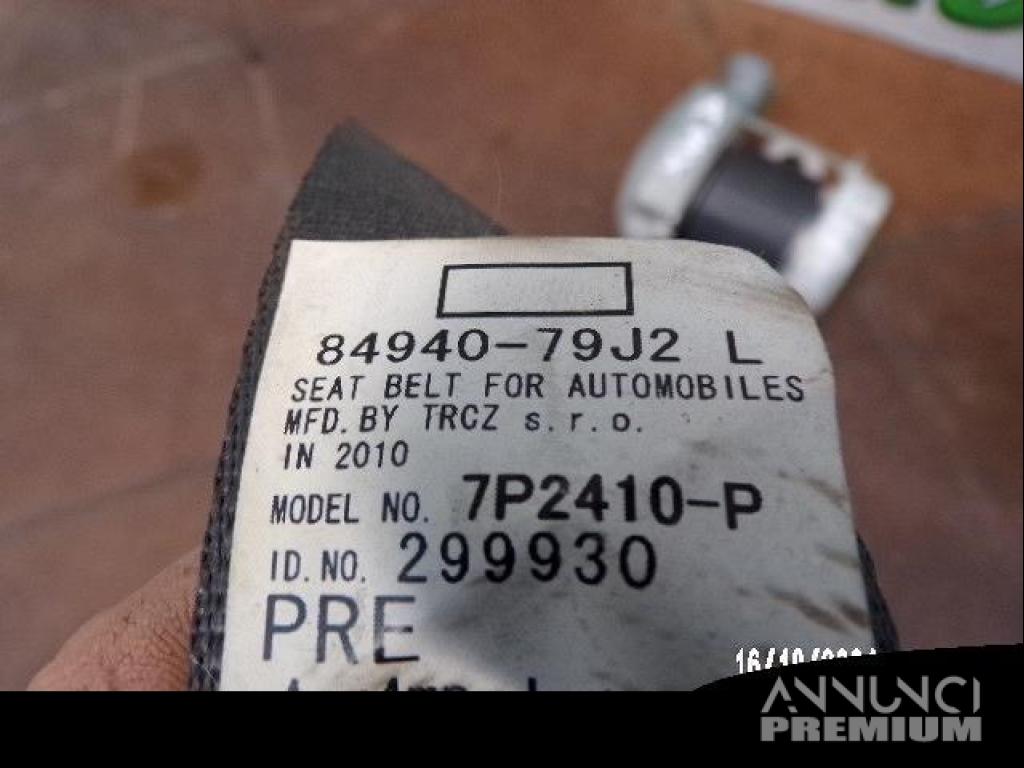 84940-79J2 L
SEAT BELT FOR AUTOMOBILES
MFD. BY TRCZ s.r.o.
IN 2010
MODEL NO. 7P2410-P
ID.NO. 299930
PRE
ANNUNCI
PREMIUM